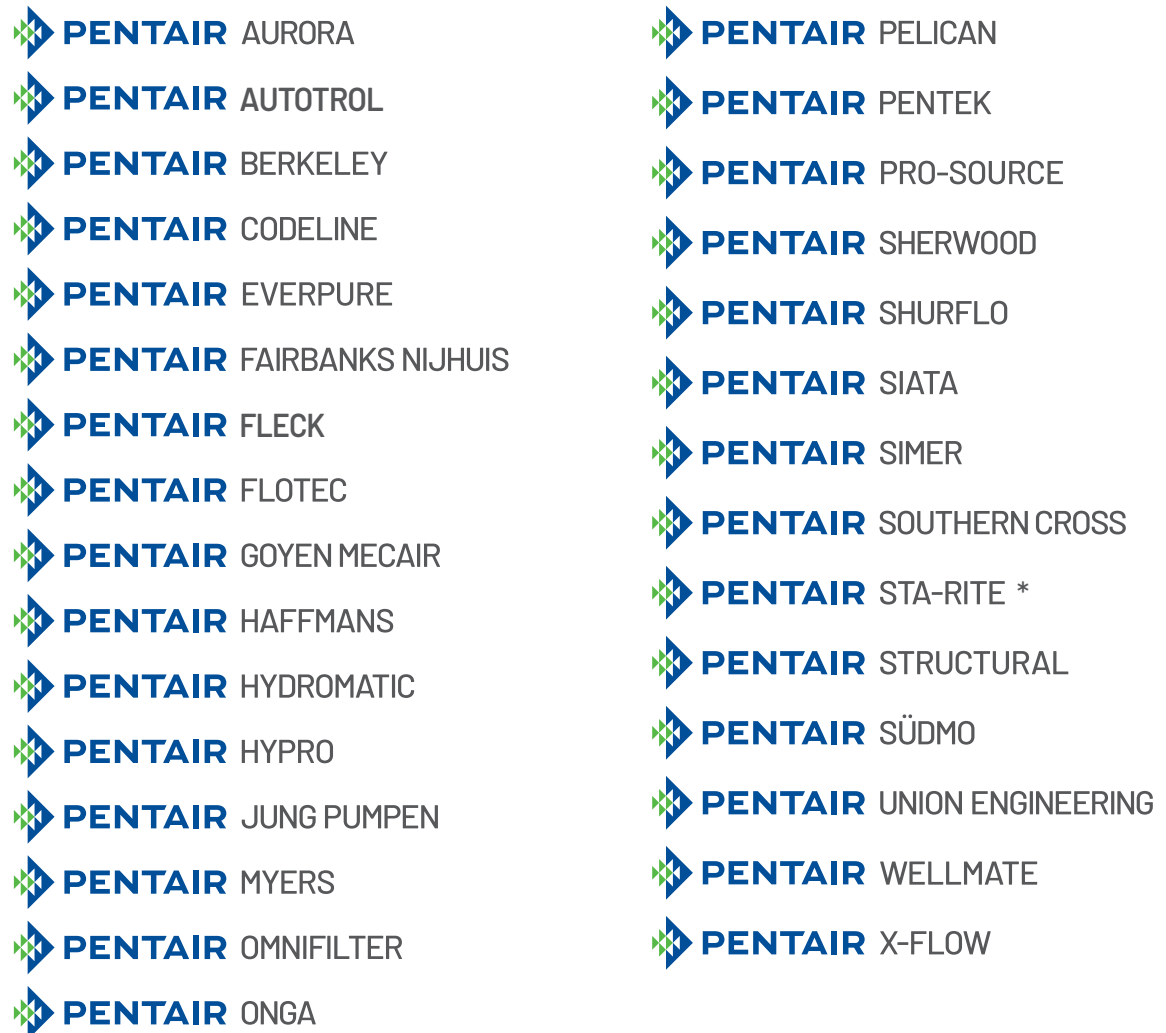 PENTAIR AURORA
PENTAIR AUTOTROL
PENTAIR BERKELEY
PENTAIR CODELINE
PENTAIR EVERPURE
PENTAIR FAIRBANKS NIJHUIS
PENTAIR FLECK
PENTAIR FLOTEC
PENTAIR GOYEN MECAIR
PENTAIR HAFFMANS
PENTAIR HYDROMATIC
PENTAIR HYPRO
PENTAIR JUNG PUMPEN
PENTAIR MYERS
PENTAIR OMNIFILTER
PENTAIR ONGA
PENTAIR PELICAN
PENTAIR PENTEK
PENTAIR PRO-SOURCE
PENTAIR SHERWOOD
PENTAIR SHURFLO
PENTAIR SIATA
PENTAIR SIMER
PENTAIR SOUTHERN CROSS
PENTAIR STA-RITE *
PENTAIR STRUCTURAL
PENTAIR SÜDMO
PENTAIR UNION ENGINEERING
PENTAIR WELLMATE
PENTAIR X-FLOW